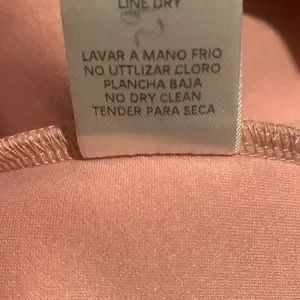 LINE DRY
LAVAR A MANO FRIO
NO UTTLIZAR CLORO
PLANCHA BAJA
NO DRY CLEAN
TENDER PARA SECA